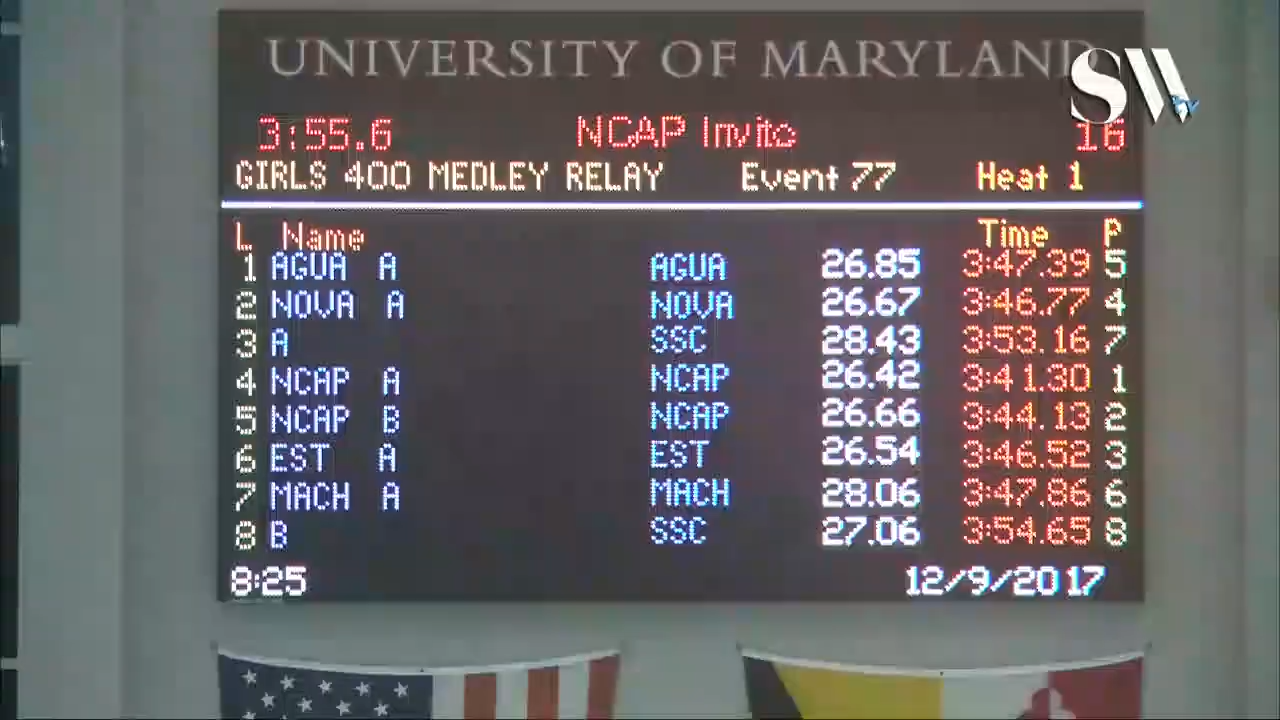 UNIVERSITY OF MARYLAND
SW TV
3:55.6 NCAP Invite 16
GIRLS 400 MEDLEY RELAY Event 77 Heat 1
L Name Time P
1 AGUA A AGUA 26.85 3:47.39 5
2 NOVA A NOVA 26.67 3:46.77 4
3 A SSC 28.43 3:53.16 7
4 NCAP A NCAP 26.42 3:41.30 1
5 NCAP B NCAP 26.66 3:44.13 2
6 EST A EST 26.54 3:46.52 3
7 MACH A MACH 28.06 3:47.86 6
8 B SSC 27.06 3:54.65 8
8:25 12/9/2017